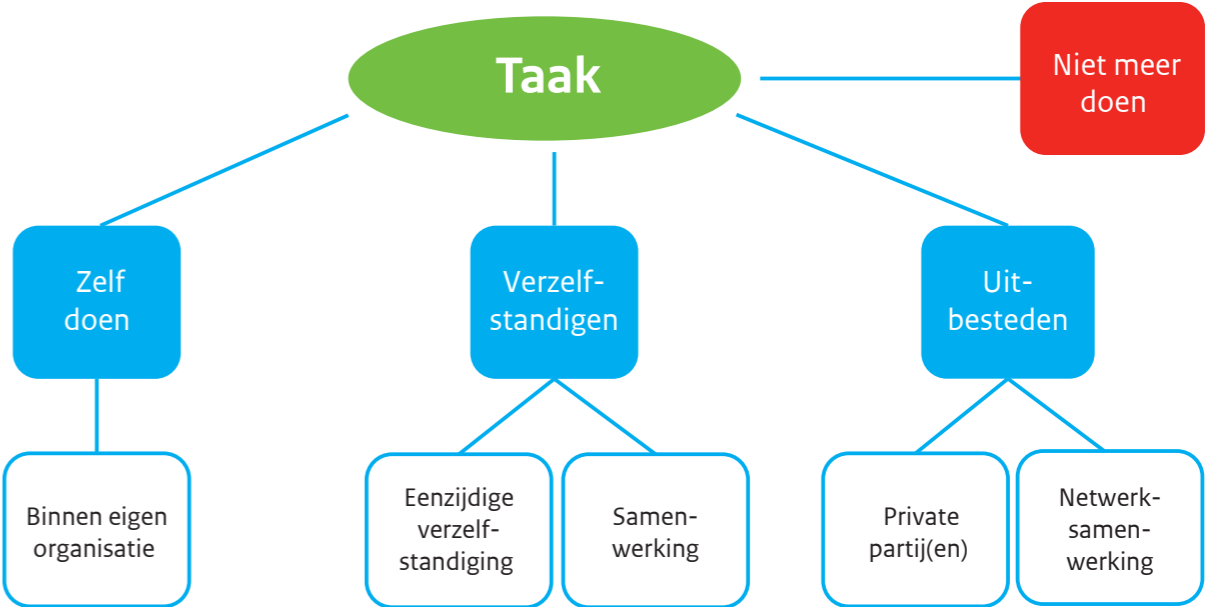 Taak
Niet meer
doen
Zelf
doen
Verzelf-
standigen
Uit-
besteden
Binnen eigen
organisatie
Eenzijdige
verzelf-
standiging
Samen-
werking
Private
partij(en)
Netwerk-
samen-
werking